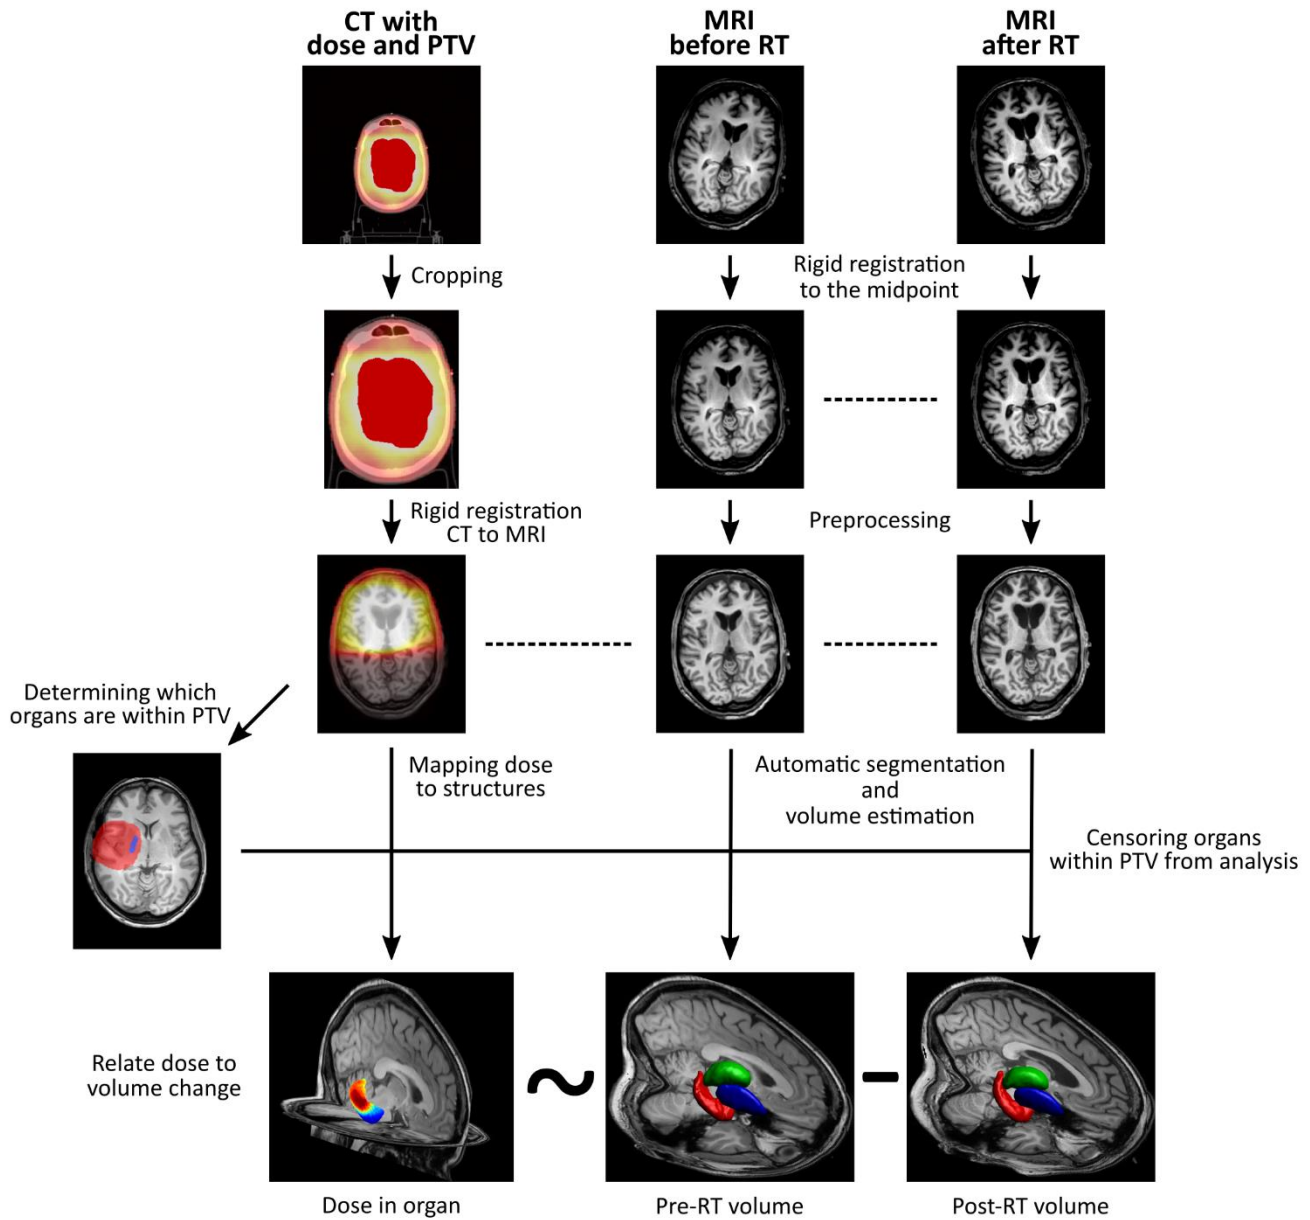 CT with
dose and PTV
MRI
before RT
MRI
after RT
Cropping
Rigid registration
to the midpoint
Rigid registration
CT to MRI
Preprocessing
Determining which
organs are within PTV
Mapping dose
to structures
Automatic segmentation
and
volume estimation
Censoring organs
within PTV from analysis
Relate dose to
volume change
~
-
Dose in organ
Pre-RT volume
Post-RT volume